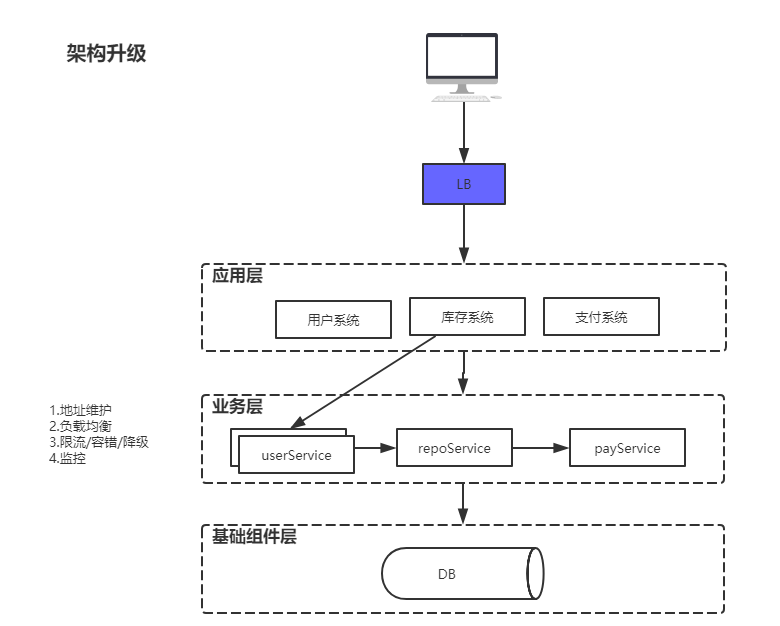 架构升级
LB
应用层
用户系统
库存系统
支付系统
1.地址维护
2.负载均衡
3.限流/容错/降级
4.监控
业务层
userService
repoService
payService
基础组件层
DB